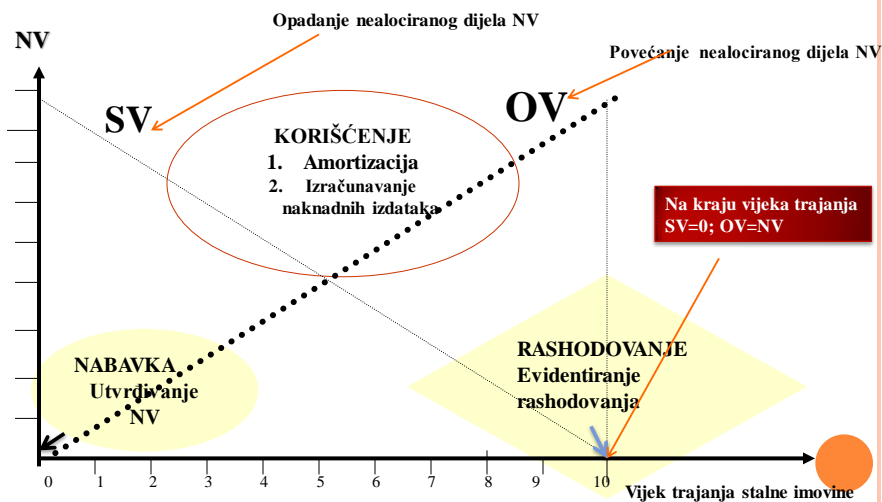 Opadanje nealociranog dijela NV
NV
Povećanje nealociranog dijela NV
SV
OV
KORIŠĆENJE
1. Amortizacija
2. Izračunavanje
naknadnih izdataka
Na kraju vijeka trajanja
SV=0; OV=NV
NABAVKA
Utvrđivanje
NV
RASHODOVANJE
Evidentiranje
rashodovanja
0 1 2 3 4 5 6 7 8 9 10
Vijek trajanja stalne imovine